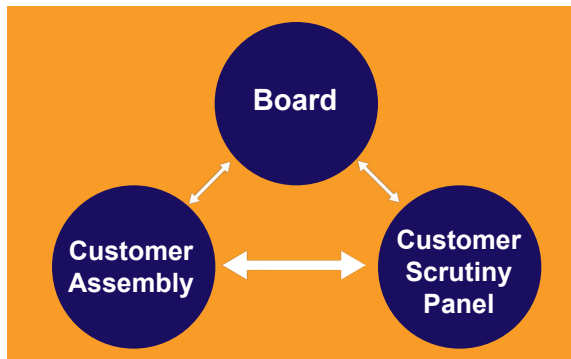 Board
Customer
Assembly
Customer
Scrutiny
Panel